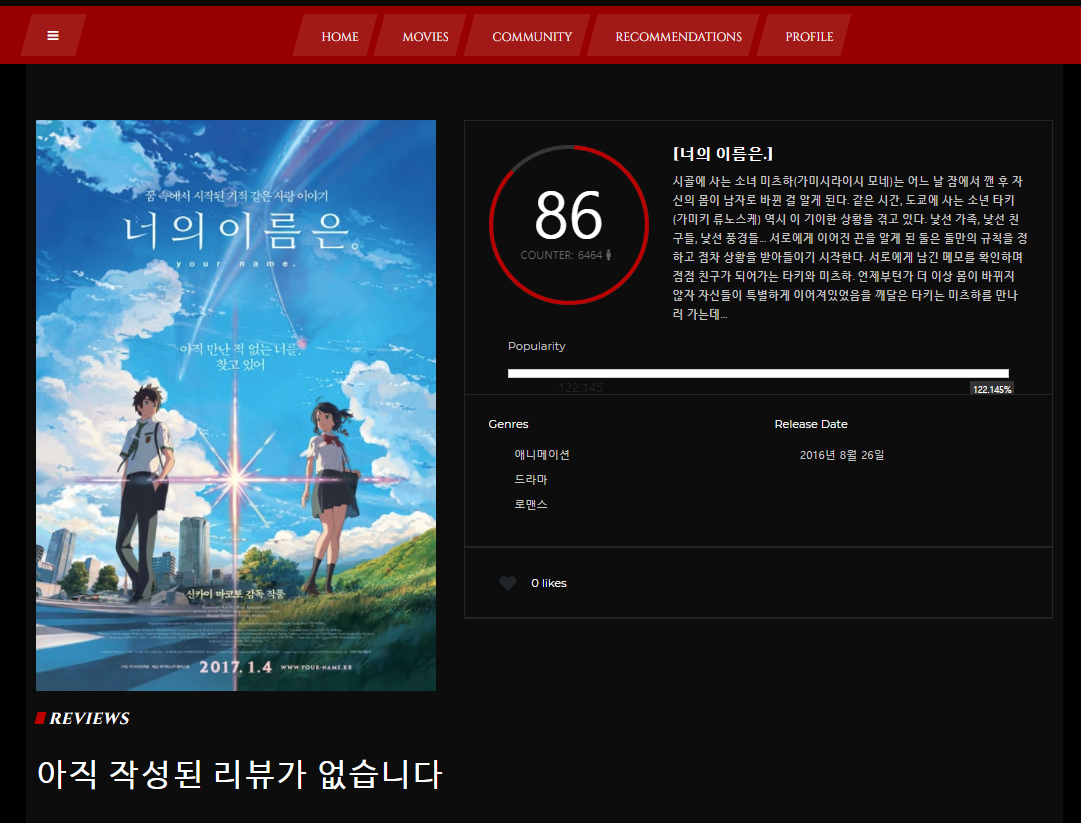 HOME MOVIES COMMUNITY RECOMMENDATIONS PROFILE
꿈 속에서 시작된 기적 같은 사랑 이야기
너의 이름은。
your name.
아직 만난 적 없는 너를,
찾고 있어
신카이 마코토 감독 작품
2017.1.4 WWW.YOUR-NAME.KR
86
COUNTER: 6464
[너의 이름은.]
시골에 사는 소녀 미츠하(가미시라이시 모네)는 어느 날 잠에서 깬 후 자
신의 몸이 남자로 바뀐 걸 알게 된다. 같은 시간, 도쿄에 사는 소년 타키
(가미키 류노스케) 역시 이 기이한 상황을 겪고 있다. 낯선 가족, 낯선 친
구들, 낯선 풍경들... 서로에게 이어진 끈을 알게 된 둘은 둘만의 규칙을 정
하고 점차 상황을 받아들이기 시작한다. 서로에게 남긴 메모를 확인하며
점점 친구가 되어가는 타키와 미츠하. 언제부턴가 더 이상 몸이 바뀌지
않자 자신들이 특별하게 이어져있었음을 깨달은 타키는 미츠하를 만나
러 가는데...
Popularity
122.145
122.145%
Genres
애니메이션
드라마
로맨스
Release Date
2016년 8월 26일
0 likes
REVIEWS
아직 작성된 리뷰가 없습니다